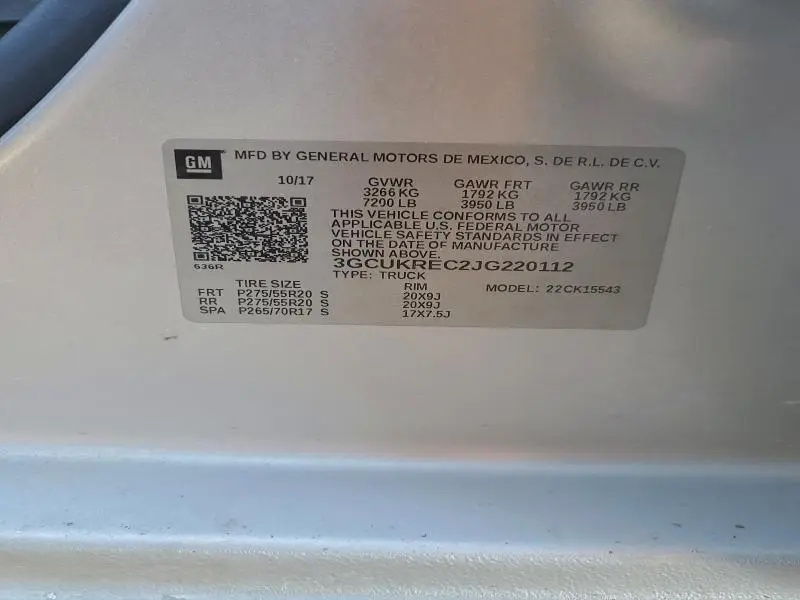 GM MFD BY GENERAL MOTORS DE MEXICO, S. DE R.L. DE C.V.
10/17 GVWR GAWR FRT GAWR RR
3266 KG 1792 KG 1792 KG
7200 LB 3950 LB 3950 LB
THIS VEHICLE CONFORMS TO ALL
APPLICABLE U.S. FEDERAL MOTOR
VEHICLE SAFETY STANDARDS IN EFFECT
ON THE DATE OF MANUFACTURE
SHOWN ABOVE.
3GCUKREC2JG220112
636R
TYPE: TRUCK
TIRE SIZE RIM MODEL: 22CK15543
FRT P275/55R20 S 20X9J
RR P275/55R20 S 20X9J
SPA P265/70R17 S 17X7.5J